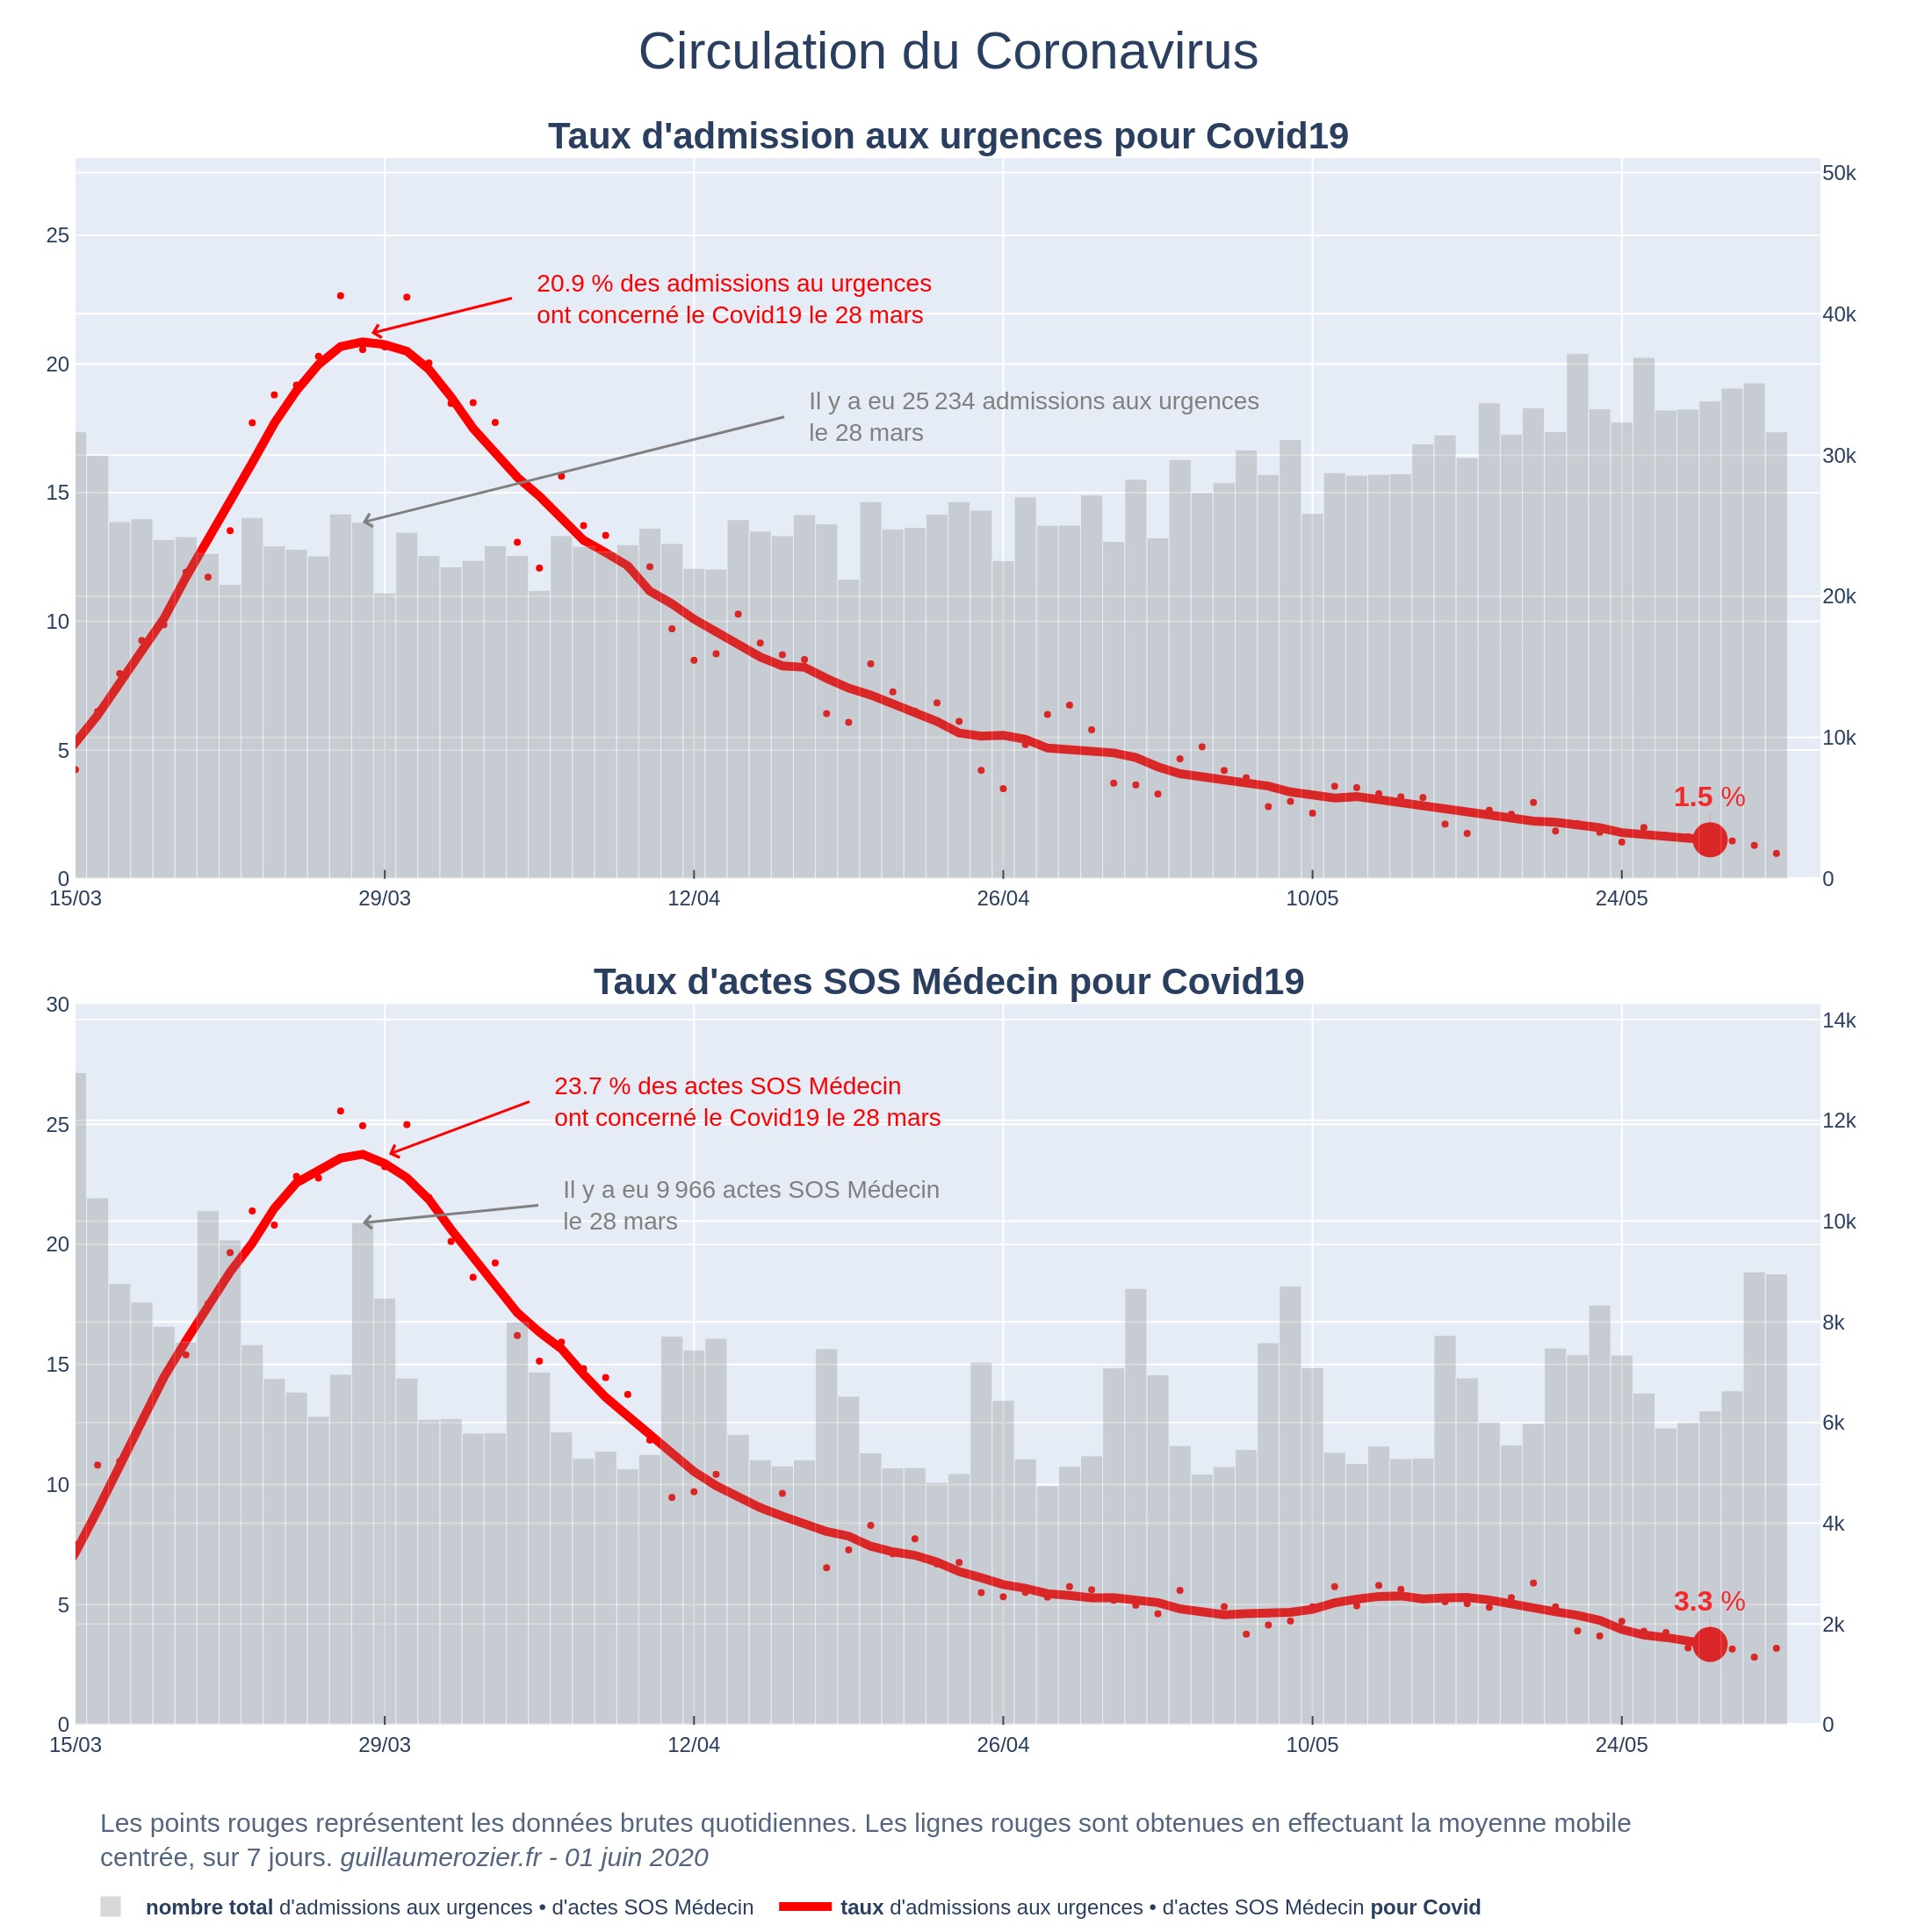 Circulation du Coronavirus
Taux d'admission aux urgences pour Covid19
50k
25
20.9 % des admissions au urgences
ont concerné le Covid19 le 28 mars
40k
20
Il y a eu 25 234 admissions aux urgences
le 28 mars
30k
15
20k
10
10k
5
1.5 %
0
0
15/03
29/03
12/04
26/04
10/05
24/05
Taux d'actes SOS Médecin pour Covid19
30
14k
23.7 % des actes SOS Médecin
ont concerné le Covid19 le 28 mars
25
12k
Il y a eu 9 966 actes SOS Médecin
le 28 mars
10k
20
8k
15
6k
10
4k
5
3.3 %
2k
0
0
15/03
29/03
12/04
26/04
10/05
24/05
Les points rouges représentent les données brutes quotidiennes. Les lignes rouges sont obtenues en effectuant la moyenne mobile
centrée, sur 7 jours. guillaumerozier.fr - 01 juin 2020
nombre total d'admissions aux urgences • d'actes SOS Médecin
taux d'admissions aux urgences • d'actes SOS Médecin pour Covid